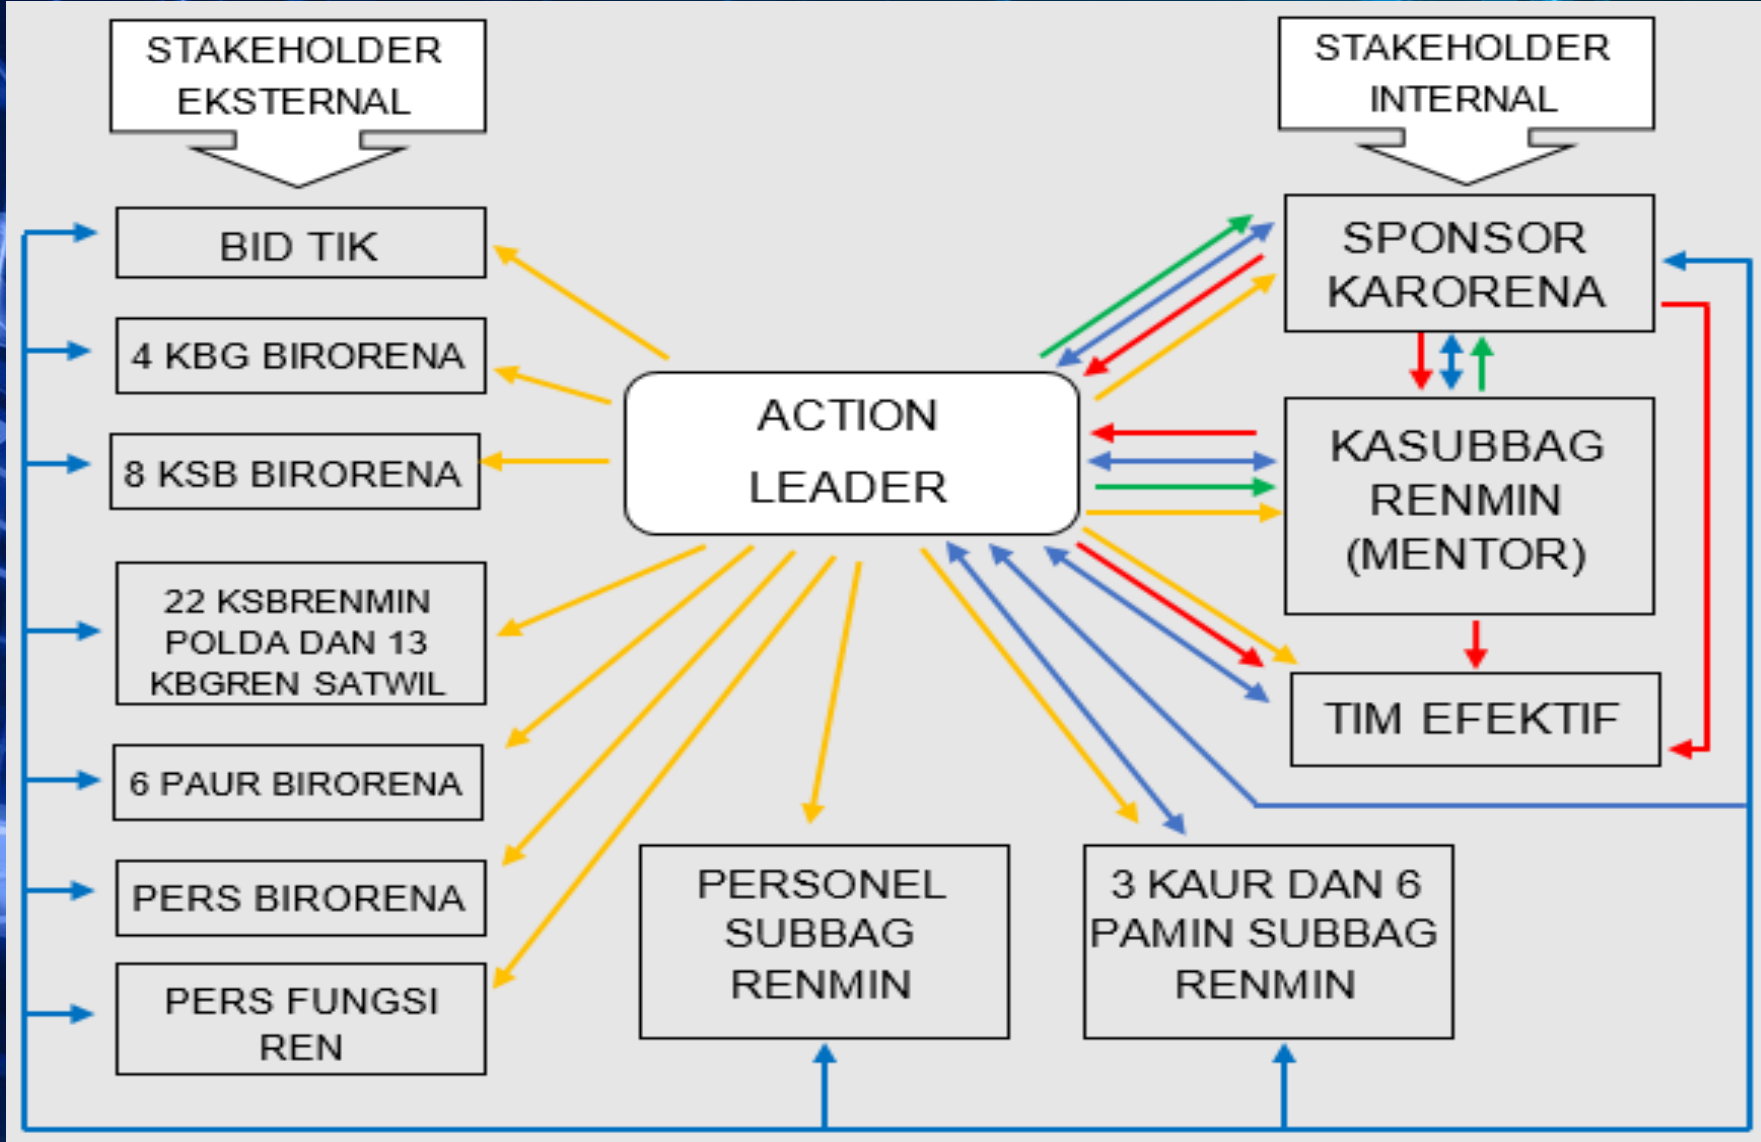 STAKEHOLDER
EKSTERNAL
BID TIK
4 KBG BIRORENA
8 KSB BIRORENA
22 KSBRENMIN
POLDA DAN 13
KBGREN SATWIL
6 PAUR BIRORENA
PERS BIRORENA
PERS FUNGSI
REN
ACTION
LEADER
PERSONEL
SUBBAG
RENMIN
3 KAUR DAN 6
PAMIN SUBBAG
RENMIN
STAKEHOLDER
INTERNAL
SPONSOR
KARORENA
KASUBBAG
RENMIN
(MENTOR)
TIM EFEKTIF